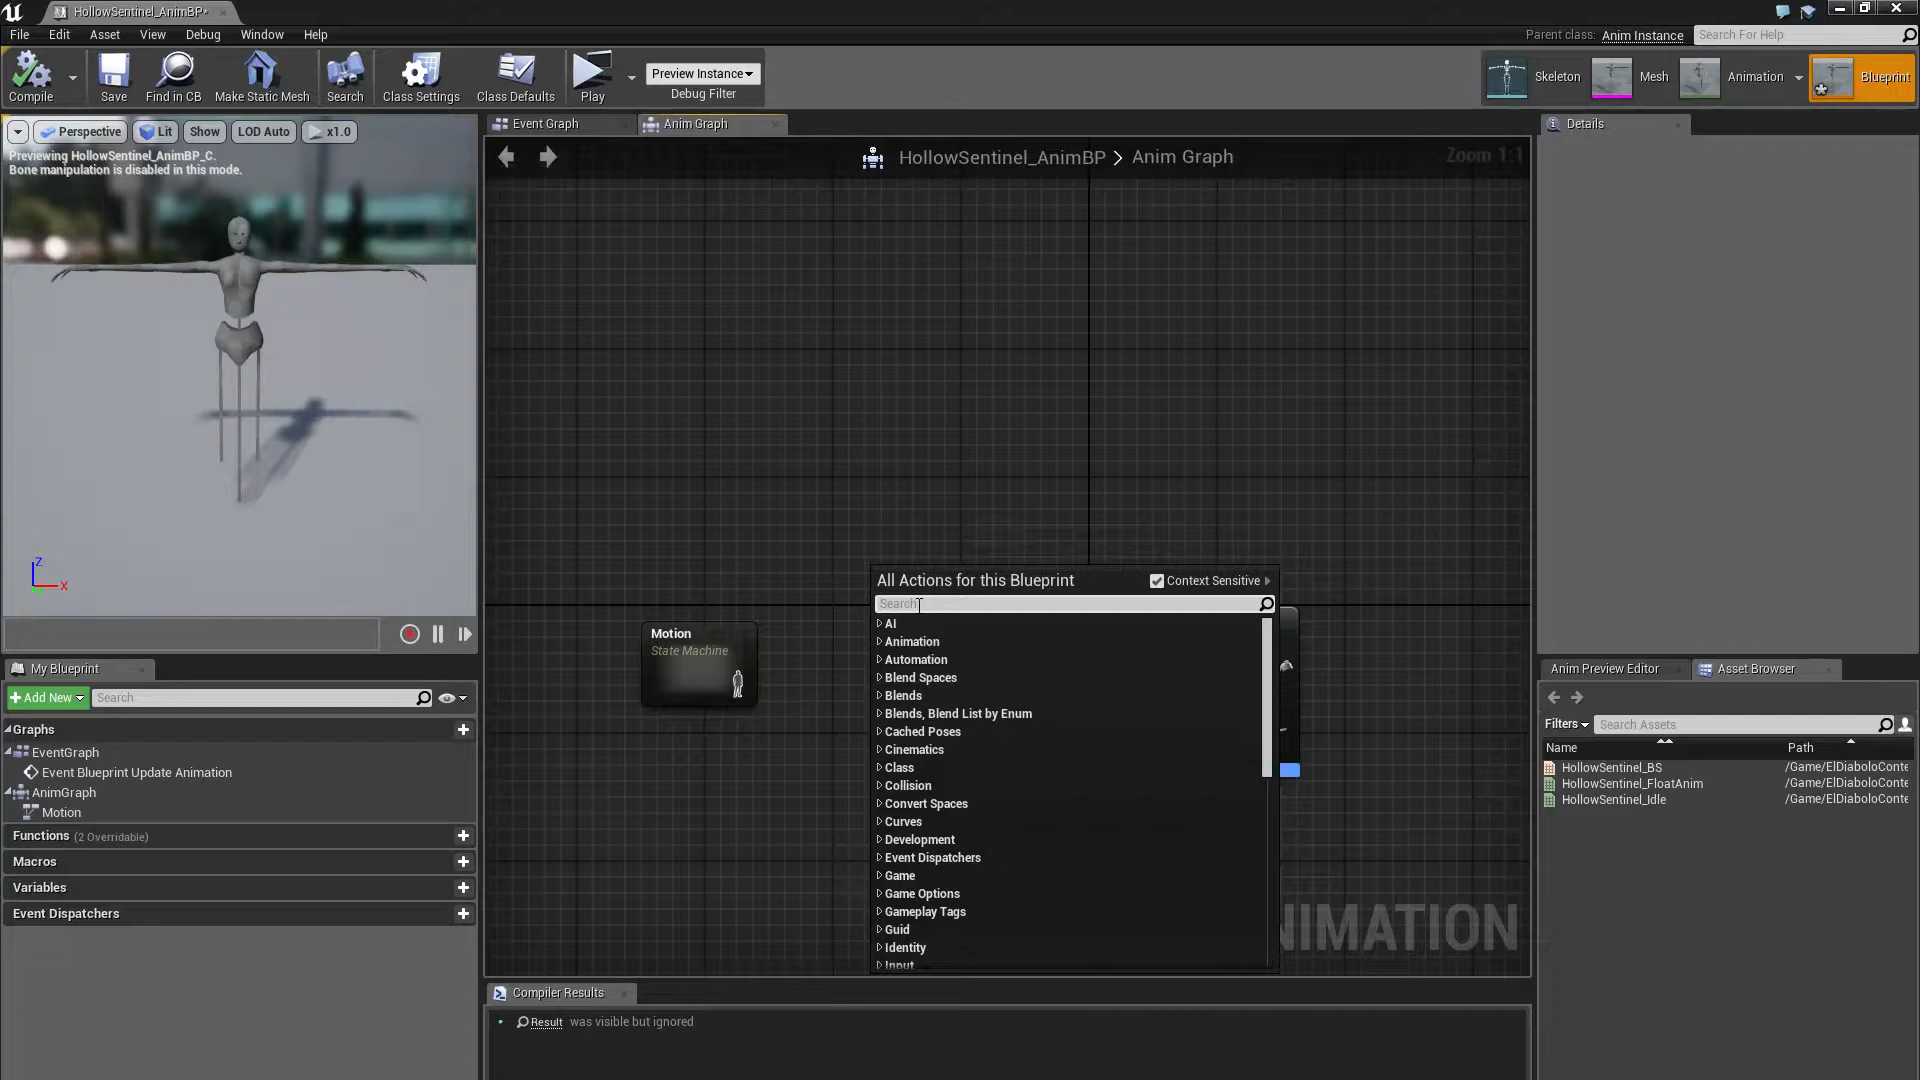 HollowSentinel_AnimBP*
File Edit Asset View Debug Window Help
Parent class: Anim Instance Search For Help
Compile Save Find in CB Make Static Mesh Search Class Settings Class Defaults Play
Preview Instance
Debug Filter
Skeleton Mesh Animation Blueprint
Perspective Lit Show LOD Auto x1.0
Previewing HollowSentinel_AnimBP_C.
Bone manipulation is disabled in this mode.
Z
X
Event Graph Anim Graph
HollowSentinel_AnimBP > Anim Graph
Zoom 1:1
Motion
State Machine
All Actions for this Blueprint Context Sensitive
Search
AI
Animation
Automation
Blend Spaces
Blends
Blends, Blend List by Enum
Cached Poses
Cinematics
Class
Collision
Convert Spaces
Curves
Development
Event Dispatchers
Game
Game Options
Gameplay Tags
Guid
Identity
Input
NIMATION
My Blueprint
Add New Search
Graphs
EventGraph
Event Blueprint Update Animation
AnimGraph
Motion
Functions (2 Overridable)
Macros
Variables
Event Dispatchers
Compiler Results
Result was visible but ignored
Details
Anim Preview Editor Asset Browser
Filters Search Assets
Name Path
HollowSentinel_BS /Game/ElDiaboloConte
HollowSentinel_FloatAnim /Game/ElDiaboloConte
HollowSentinel_Idle /Game/ElDiaboloConte